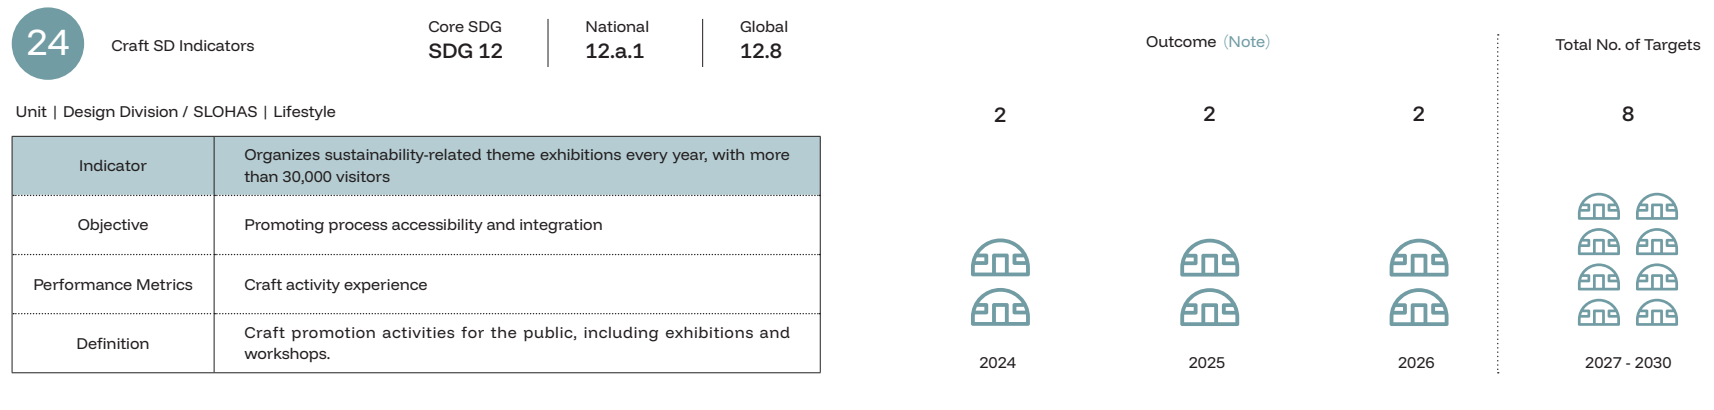 24
Craft SD Indicators
Core SDG
SDG 12
National
12.a.1
Global
12.8
Unit | Design Division / SLOHAS | Lifestyle
Indicator
Organizes sustainability-related theme exhibitions every year, with more
than 30,000 visitors
Objective
Promoting process accessibility and integration
Performance Metrics
Craft activity experience
Definition
Craft promotion activities for the public, including exhibitions and
workshops.
Outcome (Note)
Total No. of Targets
2
2
2
8
2024
2025
2026
2027 - 2030